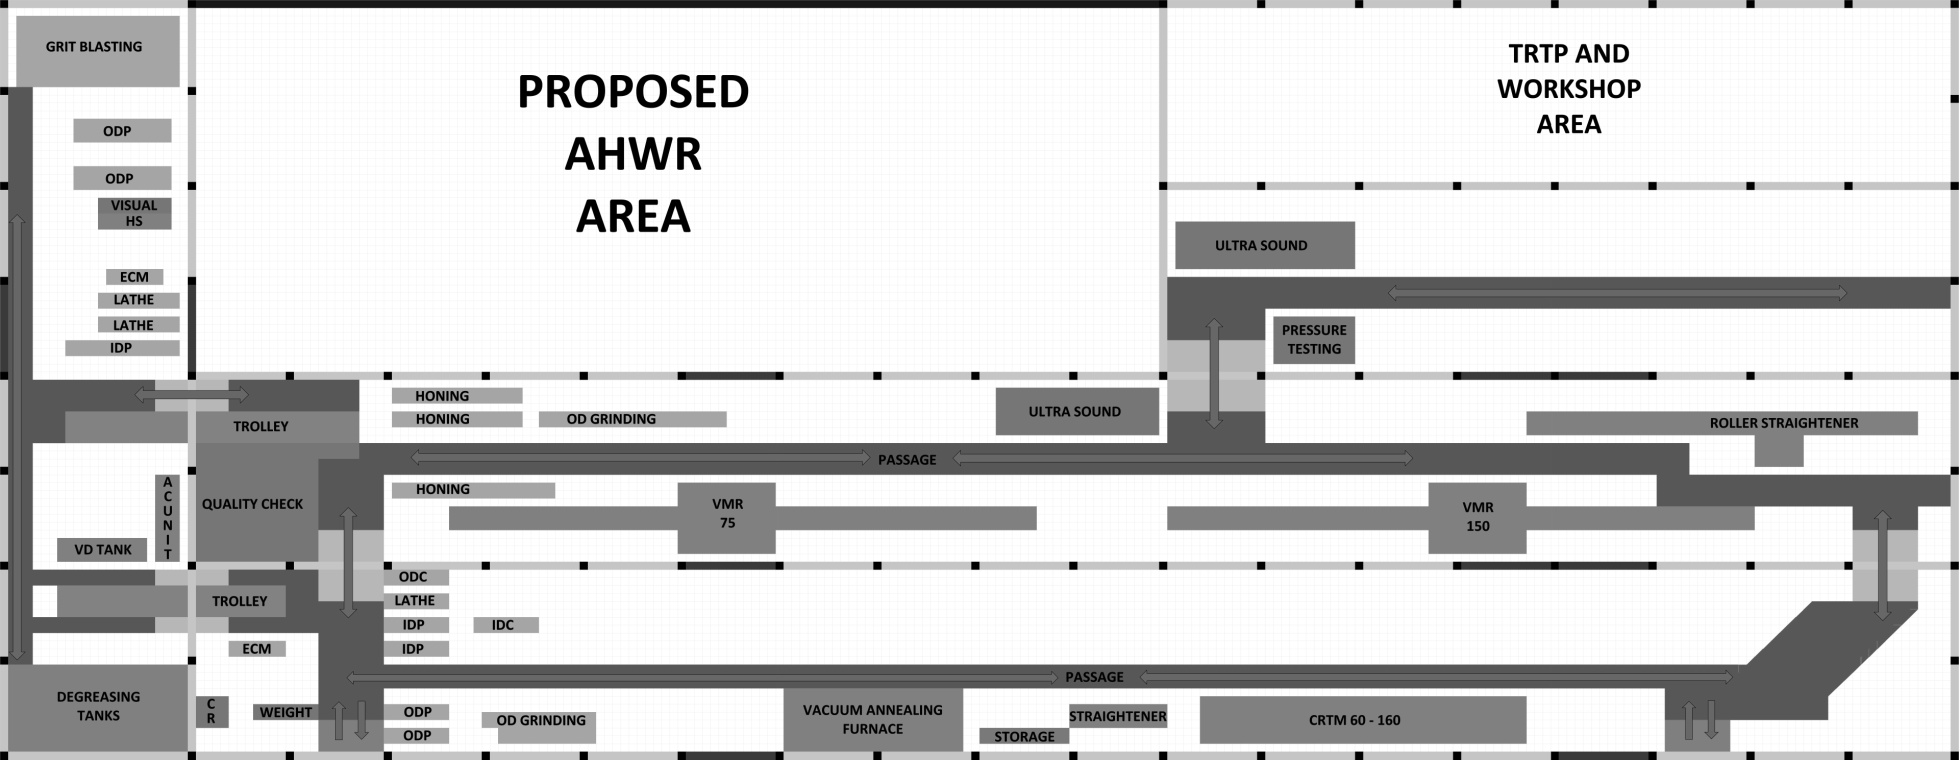 GRIT BLASTING
ODP
ODP
VISUAL
HS
ECM
LATHE
LATHE
IDP
PROPOSED
AHWR
AREA
TRTP AND
WORKSHOP
AREA
ULTRA SOUND
PRESSURE
TESTING
TROLLEY
HONING
HONING
OD GRINDING
ULTRA SOUND
ROLLER STRAIGHTENER
PASSAGE
A
C
U
N
I
T
VD TANK
QUALITY CHECK
HONING
VMR
75
VMR
150
TROLLEY
ECM
ODC
LATHE
IDP
IDC
IDP
PASSAGE
DEGREASING
TANKS
C
R
WEIGHT
ODP
ODP
OD GRINDING
VACUUM ANNEALING
FURNACE
STORAGE
STRAIGHTENER
CRTM 60 - 160